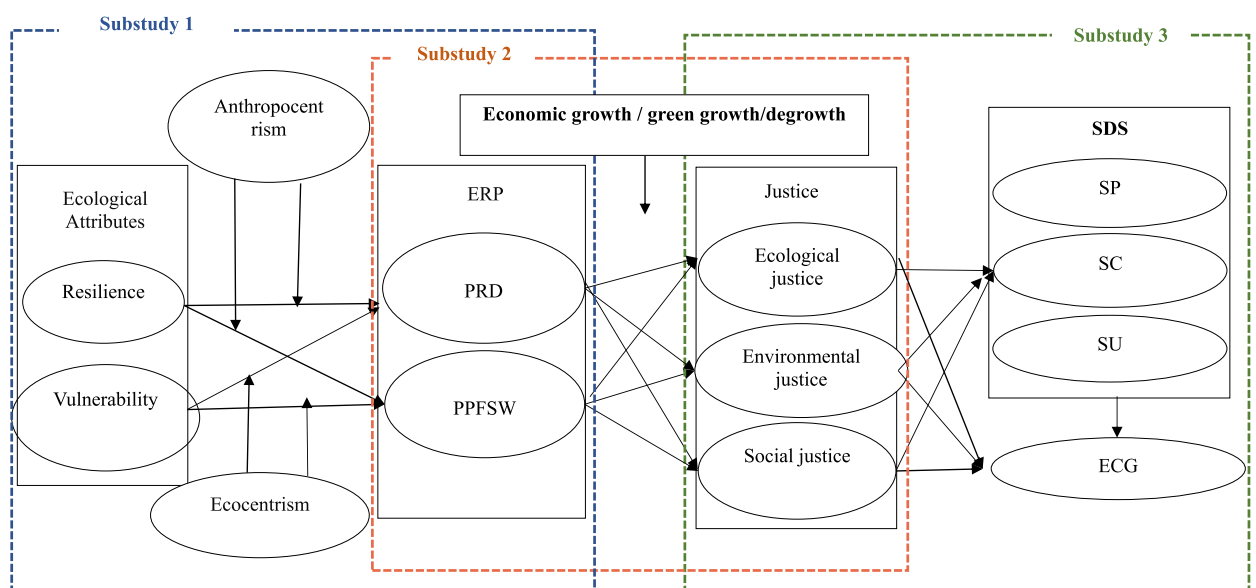 Substudy 1
Substudy 2
Substudy 3
Anthropocent
rism
Economic growth / green growth/degrowth
SDS
Ecological
Attributes
ERP
Justice
SP
Ecological
justice
SC
Resilience
PRD
Environmental
justice
SU
Vulnerability
PPFSW
Social justice
ECG
Ecocentrism